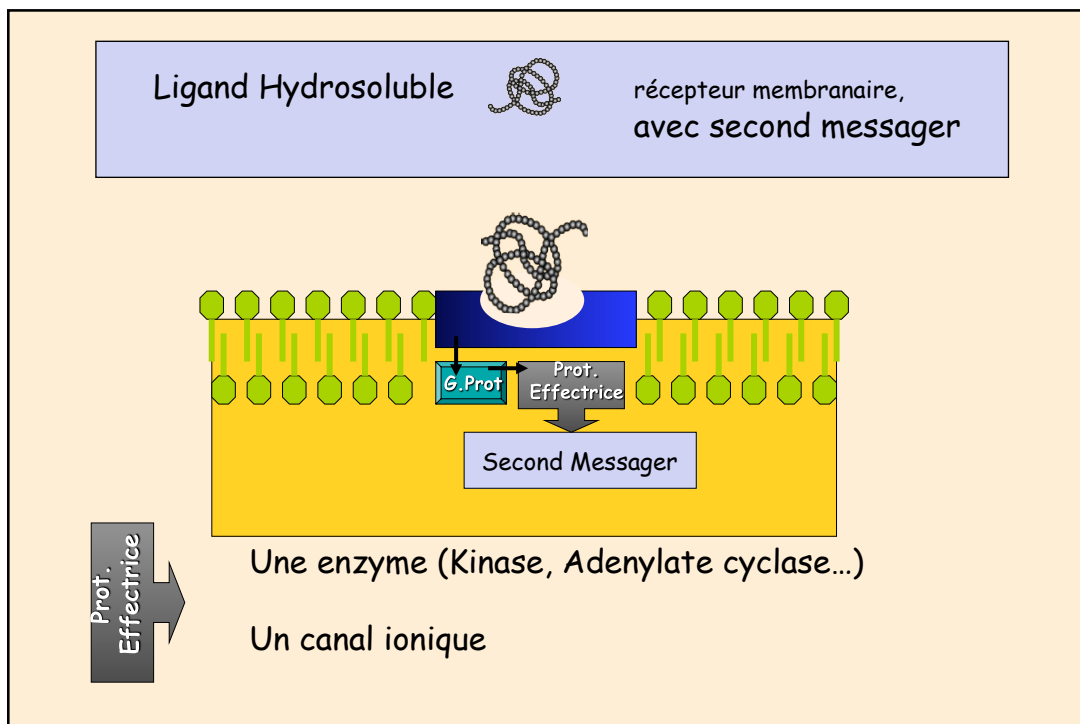 Ligand Hydrosoluble
récepteur membranaire,
avec second messager
G.Prot
Prot.
Effectrice
Second Messager
Prot.
Effectrice
Une enzyme (Kinase, Adenylate cyclase…)
Un canal ionique